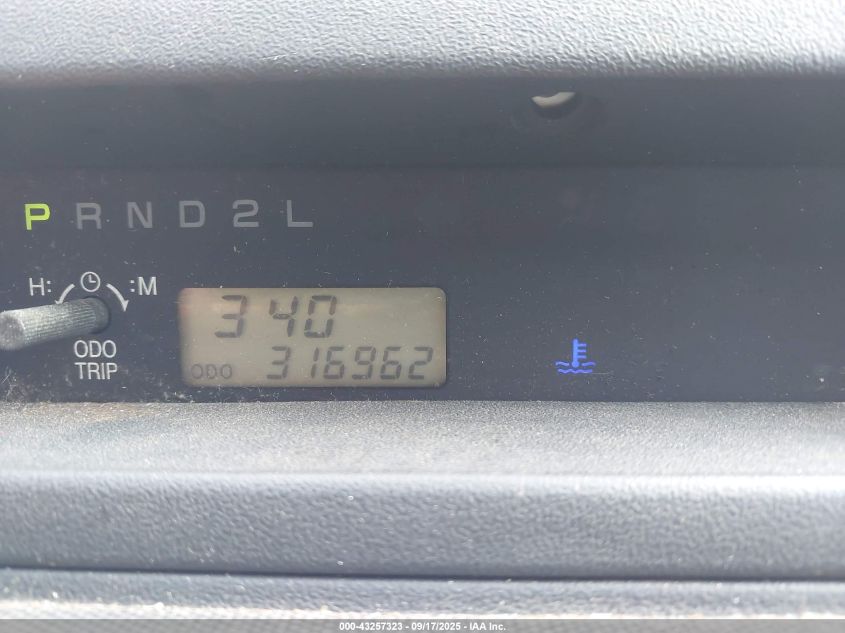 P R N D 2 L
H: :M
ODO
TRIP
3 40
ODO 316962
000-43257323 - 09/17/2025 - IAA Inc.